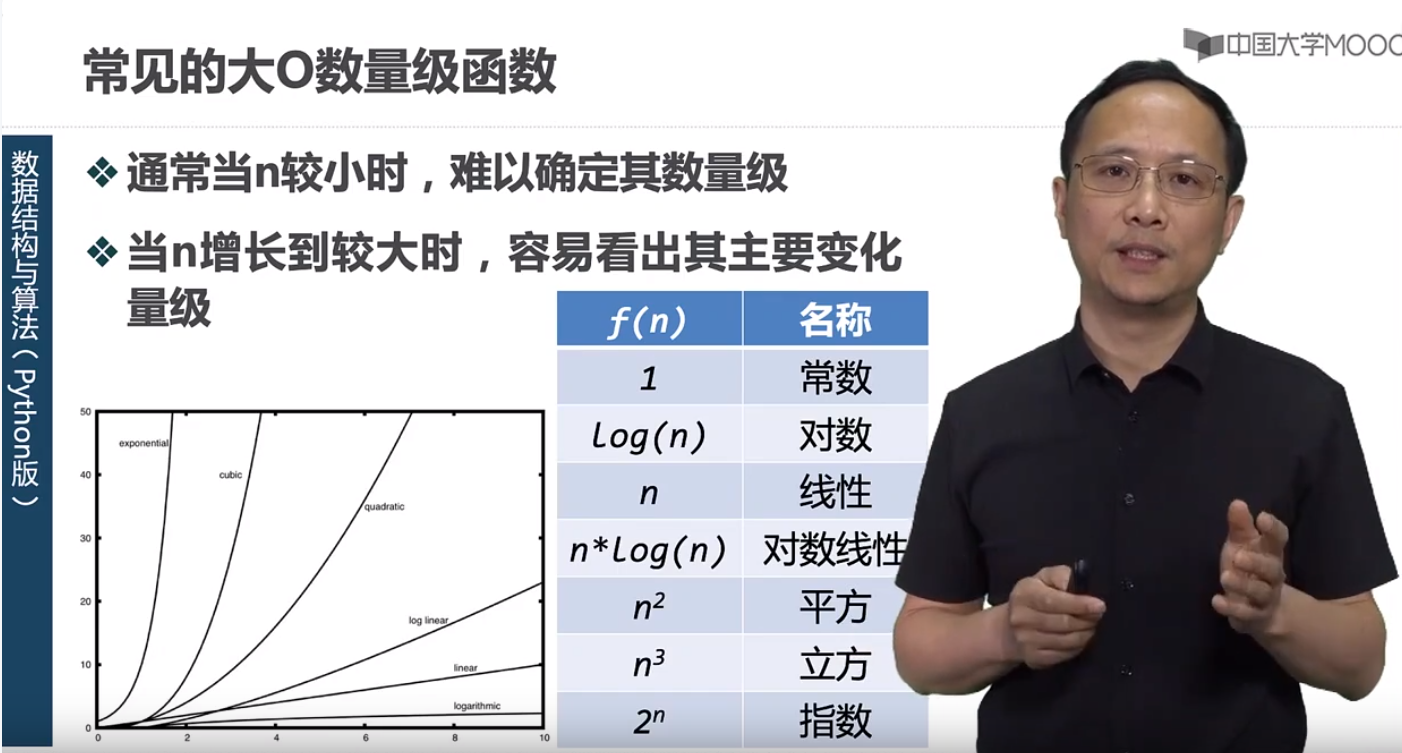 常见的大O数量级函数
中国大学MOOC
数据结构与算法(Python版)
通常当n较小时，难以确定其数量级
当n增长到较大时，容易看出其主要变化
量级
f(n) 名称
1 常数
log(n) 对数
n 线性
n*log(n) 对数线性
n² 平方
n³ 立方
2ⁿ 指数
50
40
30
20
10
0
exponential
cubic
quadratic
log linear
linear
logarithmic
0 2 4 6 8 10